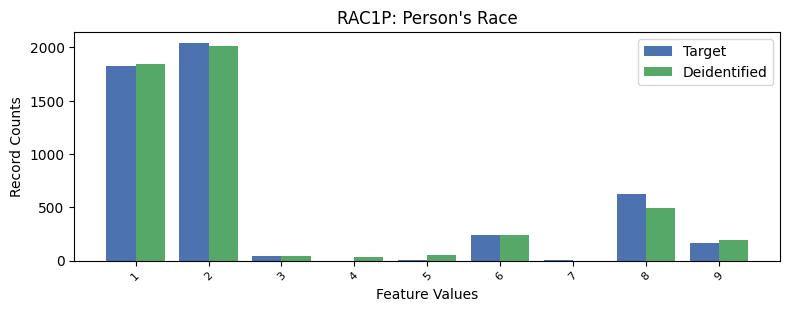 RAC1P: Person's Race
Record Counts
2000
1500
1000
500
0
Target
Deidentified
1 2 3 4 5 6 7 8 9
Feature Values